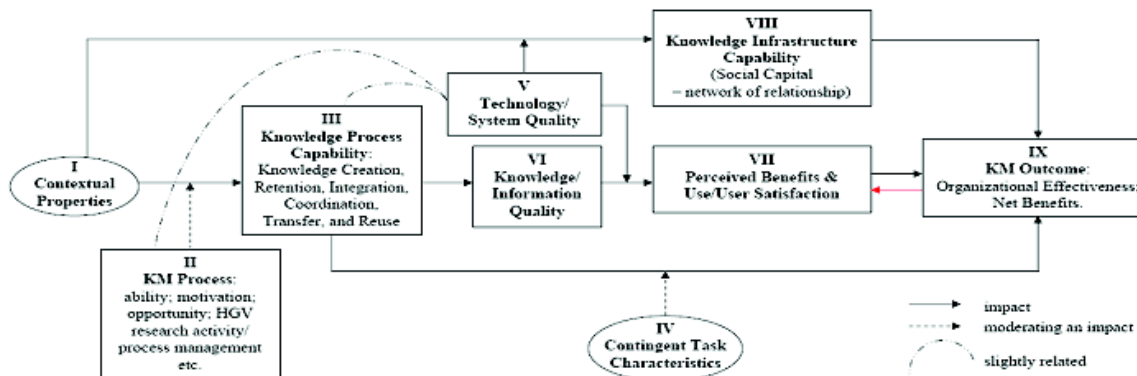 VIII
Knowledge Infrastructure
Capability
(Social Capital
– network of relationship)
V
Technology/
System Quality
III
Knowledge Process
Capability:
Knowledge Creation,
Retention, Integration,
Coordination,
Transfer, and Reuse
I
Contextual
Properties
VI
Knowledge/
Information
Quality
VII
Perceived Benefits &
Use/User Satisfaction
IX
KM Outcome:
Organizational Effectiveness;
Net Benefits.
II
KM Process:
ability; motivation;
opportunity; HGV
research activity/
process management
etc.
IV
Contingent Task
Characteristics
impact
moderating an impact
slightly related